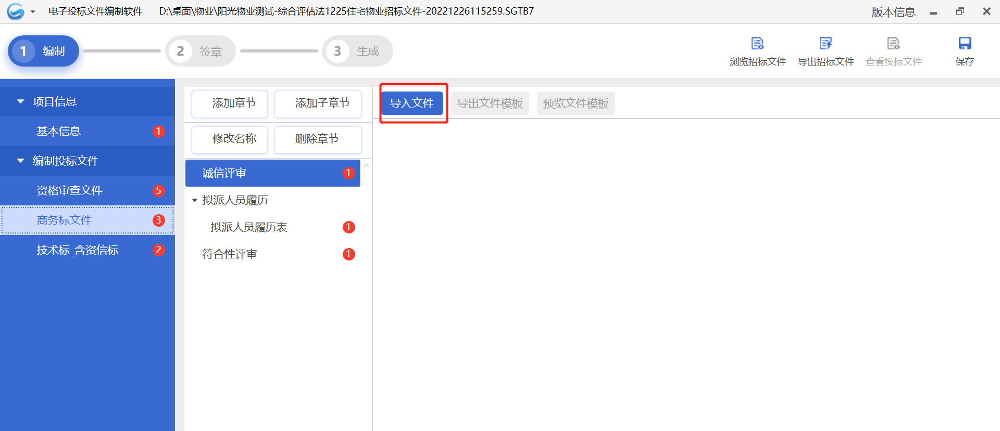 电子投标文件编制软件 D:\桌面\物业\阳光物业测试-综合评估法1225住宅物业招标文件-20221226115259.SGTB7 版本信息
1 编制 2 签章 3 生成
浏览招标文件 导出招标文件 查看投标文件 保存
项目信息
基本信息 1
编制投标文件
资格审查文件 5
商务标文件 3
技术标_含资信标 2
添加章节 添加子章节
修改名称 删除章节
诚信评审 1
拟派人员履历
拟派人员履历表 1
符合性评审 1
导入文件 导出文件模板 预览文件模板